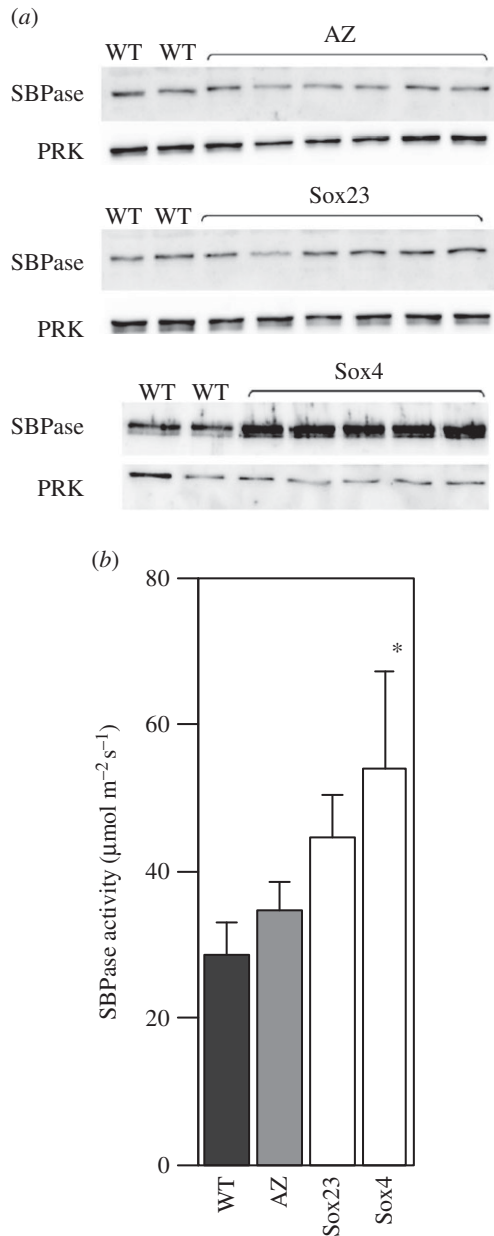 (a)
AZ
WT WT
SBPase
PRK
Sox23
WT WT
SBPase
PRK
Sox4
WT WT
SBPase
PRK
(b)
80
60
40
20
0
SBPase activity (µmol m⁻² s⁻¹)
*
WT
AZ
Sox23
Sox4